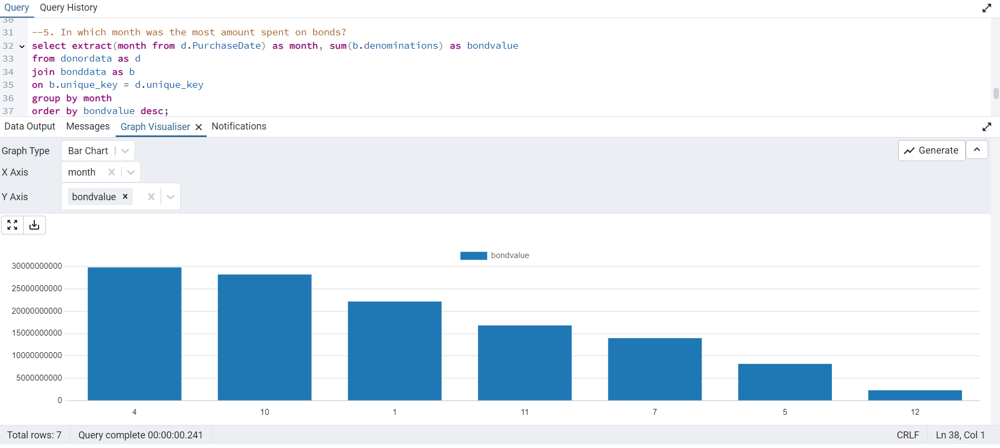 Query Query History
30
31 --5. In which month was the most amount spent on bonds?
32 select extract(month from d.PurchaseDate) as month, sum(b.denominations) as bondvalue
33 from donordata as d
34 join bonddata as b
35 on b.unique_key = d.unique_key
36 group by month
37 order by bondvalue desc;
Data Output Messages Graph Visualiser Notifications
Graph Type Bar Chart Generate
X Axis month
Y Axis bondvalue
bondvalue
30000000000
25000000000
20000000000
15000000000
10000000000
5000000000
0
4 10 1 11 7 5 12
Total rows: 7 Query complete 00:00:00.241 CRLF Ln 38, Col 1